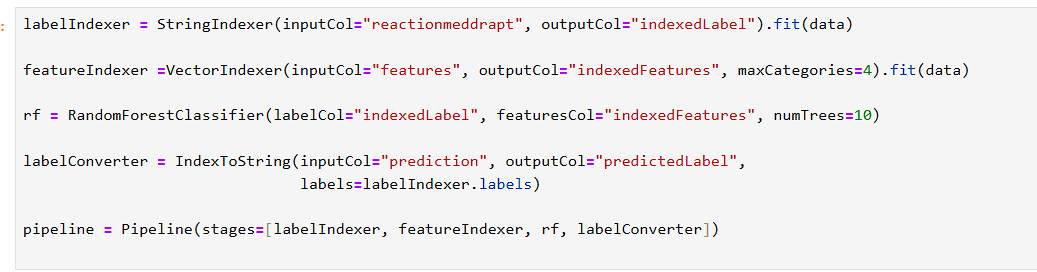 labelIndexer = StringIndexer(inputCol="reactionmeddrapt", outputCol="indexedLabel").fit(data)
featureIndexer =VectorIndexer(inputCol="features", outputCol="indexedFeatures", maxCategories=4).fit(data)
rf = RandomForestClassifier(labelCol="indexedLabel", featuresCol="indexedFeatures", numTrees=10)
labelConverter = IndexToString(inputCol="prediction", outputCol="predictedLabel",
                               labels=labelIndexer.labels)
pipeline = Pipeline(stages=[labelIndexer, featureIndexer, rf, labelConverter])